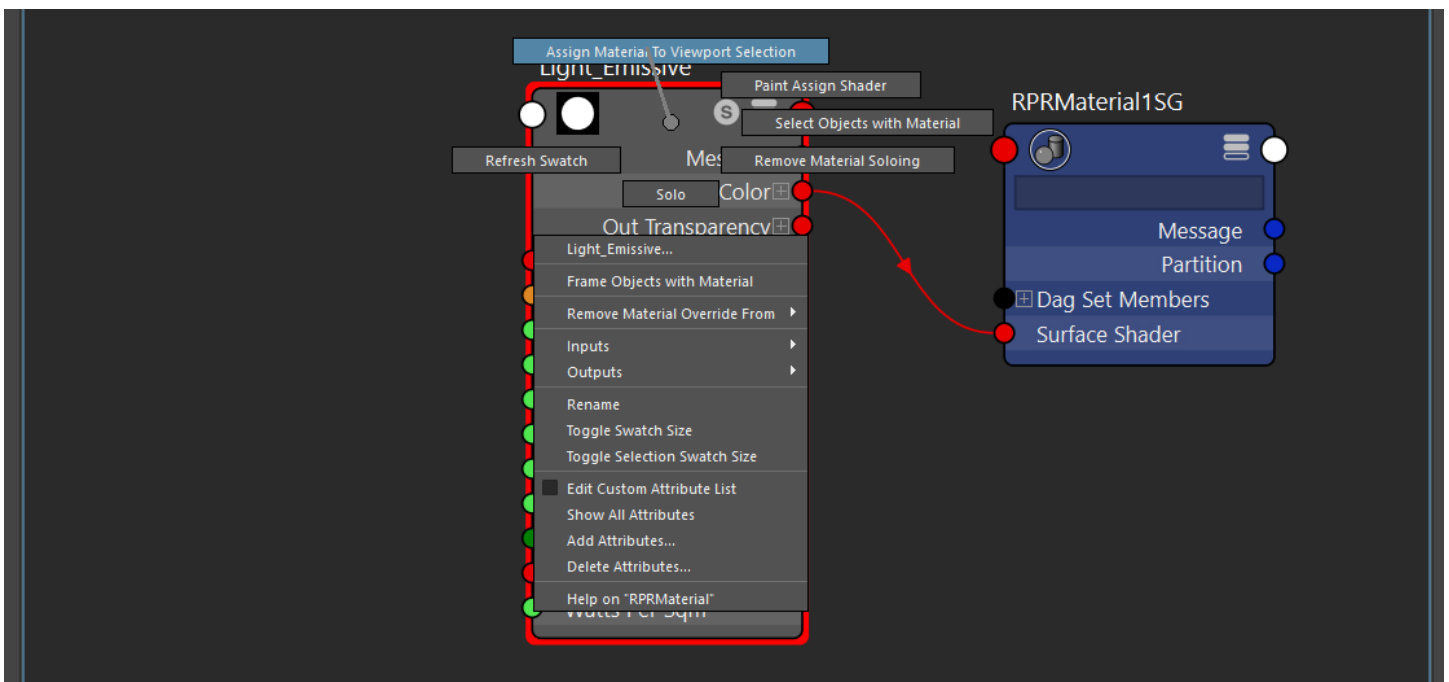 Assign Material To Viewport Selection
Light_Emissive
Paint Assign Shader
S
Select Objects with Material
Refresh Swatch
Remove Material Soloing
Solo
Color
Out Transparency
Light_Emissive...
Frame Objects with Material
Remove Material Override From
Inputs
Outputs
Rename
Toggle Swatch Size
Toggle Selection Swatch Size
Edit Custom Attribute List
Show All Attributes
Add Attributes...
Delete Attributes...
Help on "RPRMaterial"
Watts Per Sqm
RPRMaterial1SG
Message
Partition
Dag Set Members
Surface Shader